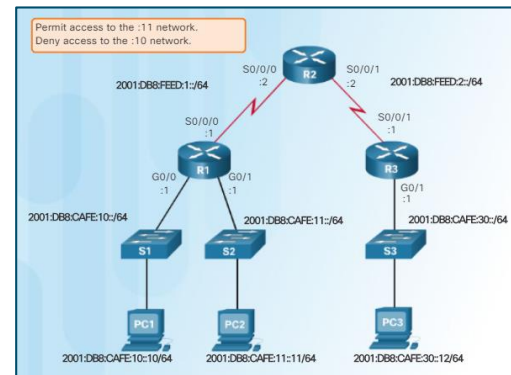 Permit access to the :11 network.
Deny access to the :10 network.
S0/0/0
:2
R2
S0/0/1
:2
2001:DB8:FEED:1::/64
2001:DB8:FEED:2::/64
S0/0/0
:1
S0/0/1
:1
R1
R3
G0/0
:1
G0/1
:1
G0/1
:1
2001:DB8:CAFE:10::/64
2001:DB8:CAFE:11::/64
2001:DB8:CAFE:30::/64
S1
S2
S3
PC1
PC2
PC3
2001:DB8:CAFE:10::10/64
2001:DB8:CAFE:11::11/64
2001:DB8:CAFE:30::12/64